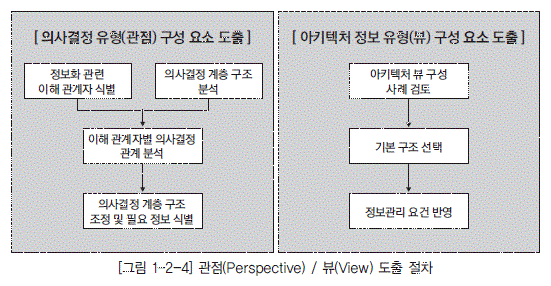 [ 의사결정 유형(관점) 구성 요소 도출 ]
정보화 관련
이해 관계자 식별
의사결정 계층 구조
분석
이해 관계자별 의사결정
관계 분석
의사결정 계층 구조
조정 및 필요 정보 식별
[ 아키텍처 정보 유형(뷰) 구성 요소 도출 ]
아키텍처 뷰 구성
사례 검토
기본 구조 선택
정보관리 요건 반영
[그림 1-2-4] 관점(Perspective) / 뷰(View) 도출 절차